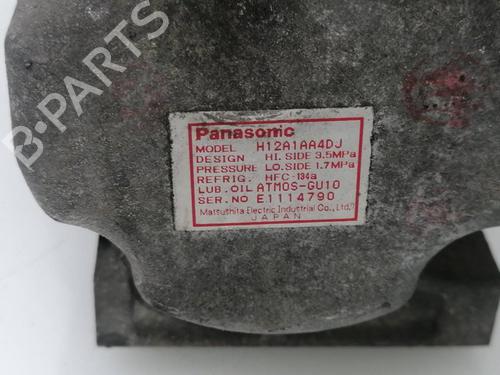 B-PARTS
Panasonic
MODEL H12A1AA4DJ
DESIGN HI. SIDE 3.5MPa
PRESSURE LO. SIDE 1.7MPa
REFRIG. HFC-134a
LUB. OIL ATMOS-GU10
SER. NO E1114790
Matsuthita Electric Industrial Co., Ltd.
JAPAN